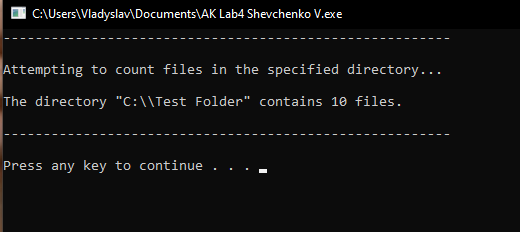 C:\Users\Vladyslav\Documents\AK Lab4 Shevchenko V.exe
--------------------------------------------------------
Attempting to count files in the specified directory...
The directory "C:\\Test Folder" contains 10 files.
--------------------------------------------------------
Press any key to continue . . .